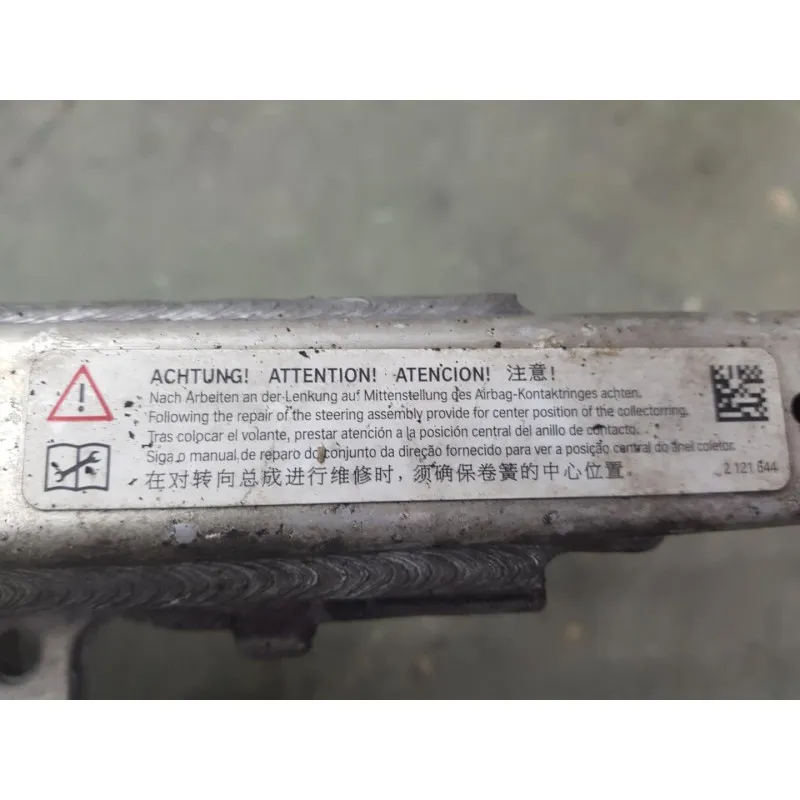 ACHTUNG! ATTENTION! ATENCION! 注意!
Nach Arbeiten an der Lenkung auf Mittenstellung des Airbag-Kontaktringes achten.
Following the repair of the steering assembly provide for center position of the collectorring.
Tras colocar el volante, prestar atención a la posición central del anillo de contacto.
Siga o manual de reparo do conjunto da direção fornecido para ver a posição central do anel coletor.
在对转向总成进行维修时, 须确保卷簧的中心位置
2 121 644